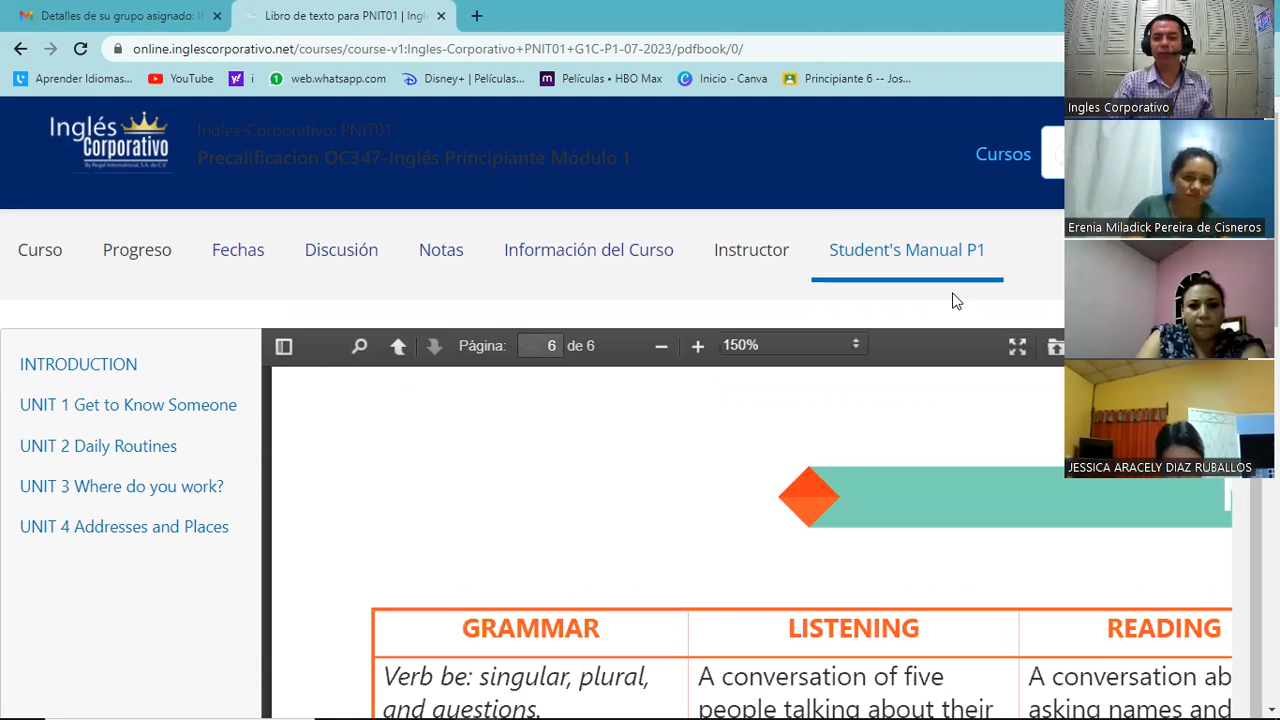 Detalles de su grupo asignado: I
Libro de texto para PNIT01 | Ingl
online.inglescorporativo.net/courses/course-v1:Ingles-Corporativo+PNIT01+G1C-P1-07-2023/pdfbook/0/
Aprender Idiomas...
YouTube
i
web.whatsapp.com
Disney+ | Películas...
Películas • HBO Max
Inicio - Canva
Principiante 6 -- Jos...
Ingles Corporativo
Inglés
Corporativo
By Regal International, S.A. de C.V.
Ingles-Corporativo: PNIT01
Precalificacion OC347-Inglés Principiante Módulo 1
Cursos
Erenia Miladick Pereira de Cisneros
Curso
Progreso
Fechas
Discusión
Notas
Información del Curso
Instructor
Student's Manual P1
INTRODUCTION
UNIT 1 Get to Know Someone
UNIT 2 Daily Routines
UNIT 3 Where do you work?
UNIT 4 Addresses and Places
Página: 6 de 6
150%
JESSICA ARACELY DIAZ RUBALLOS
GRAMMAR
LISTENING
READING
Verb be: singular, plural,
and questions.
A conversation of five
people talking about their
A conversation ab
asking names and